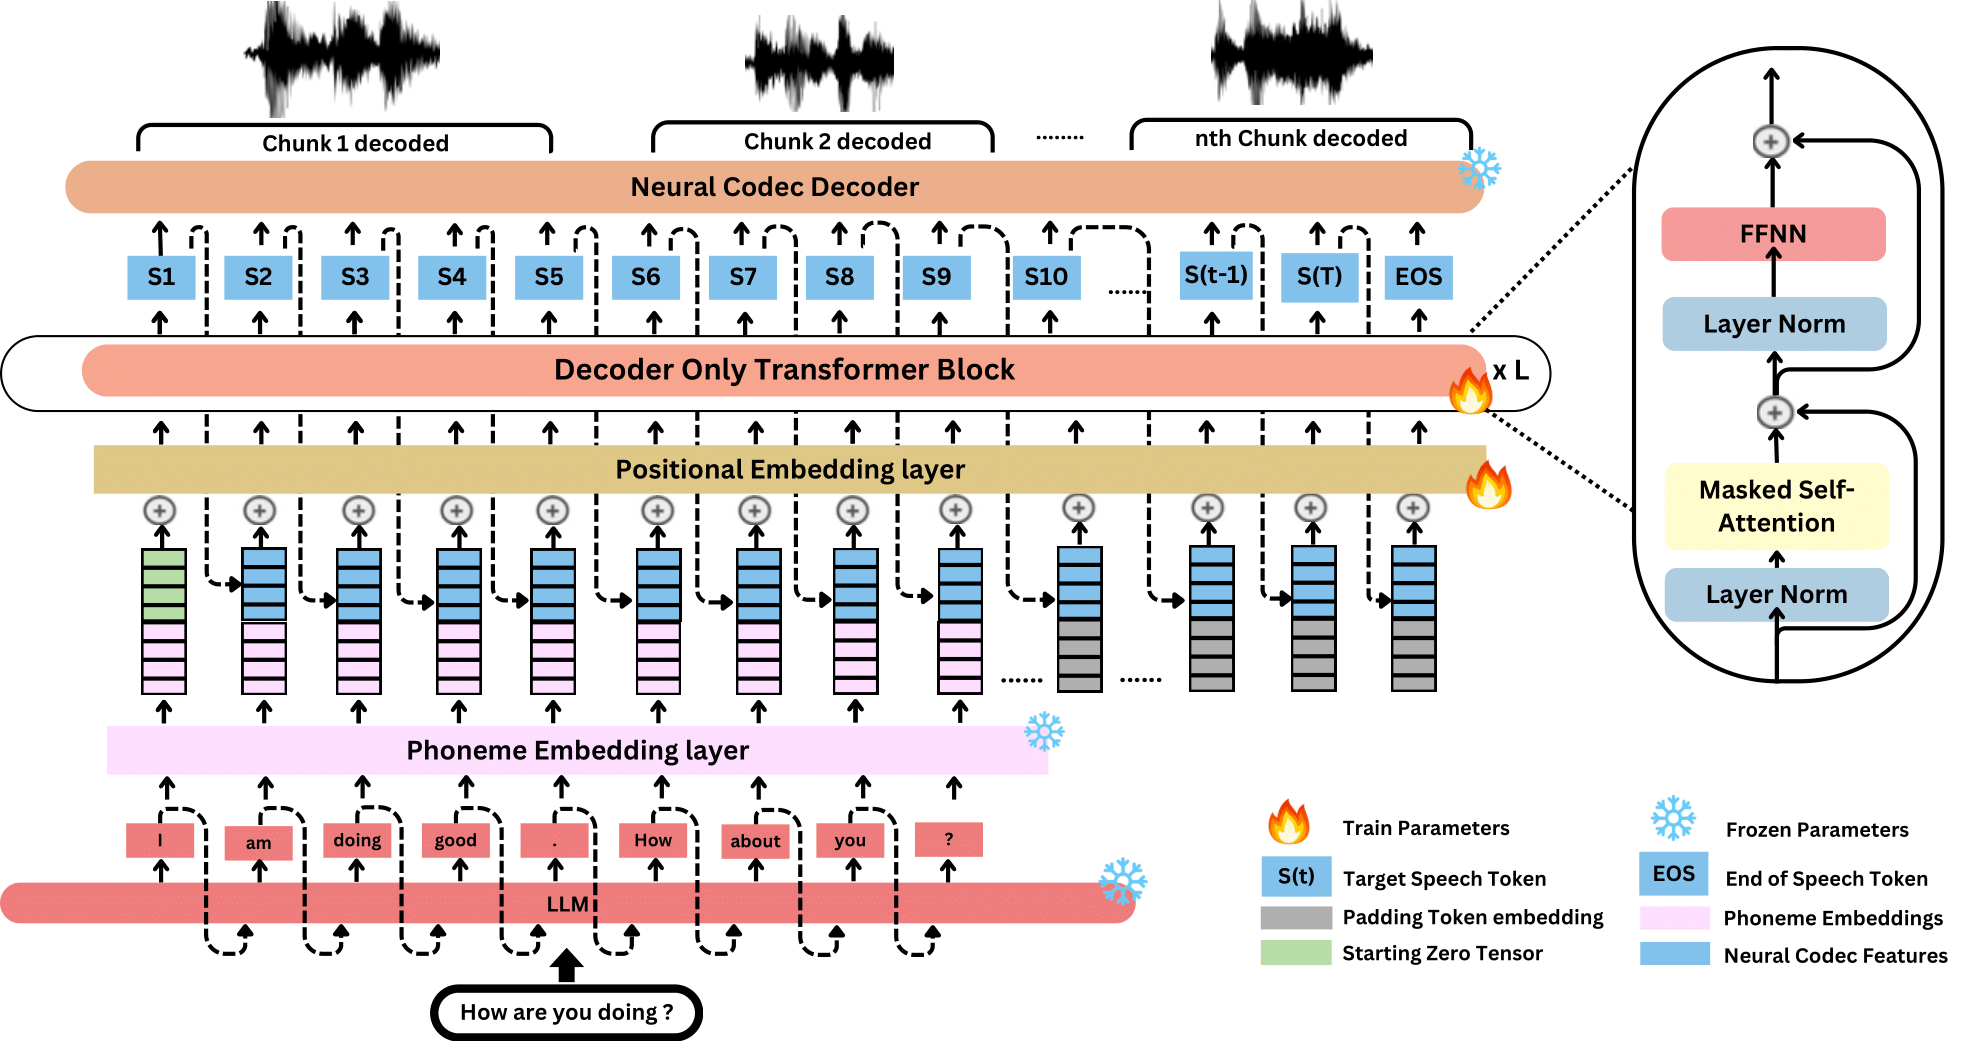 Chunk 1 decoded
Chunk 2 decoded
........
nth Chunk decoded
Neural Codec Decoder
S1
S2
S3
S4
S5
S6
S7
S8
S9
S10
.......
S(t-1)
S(T)
EOS
Decoder Only Transformer Block
x L
Positional Embedding layer
Phoneme Embedding layer
I
am
doing
good
.
How
about
you
?
LLM
How are you doing ?
FFNN
Layer Norm
Masked Self-
Attention
Layer Norm
Train Parameters
Frozen Parameters
S(t)
Target Speech Token
EOS
End of Speech Token
Padding Token embedding
Phoneme Embeddings
Starting Zero Tensor
Neural Codec Features